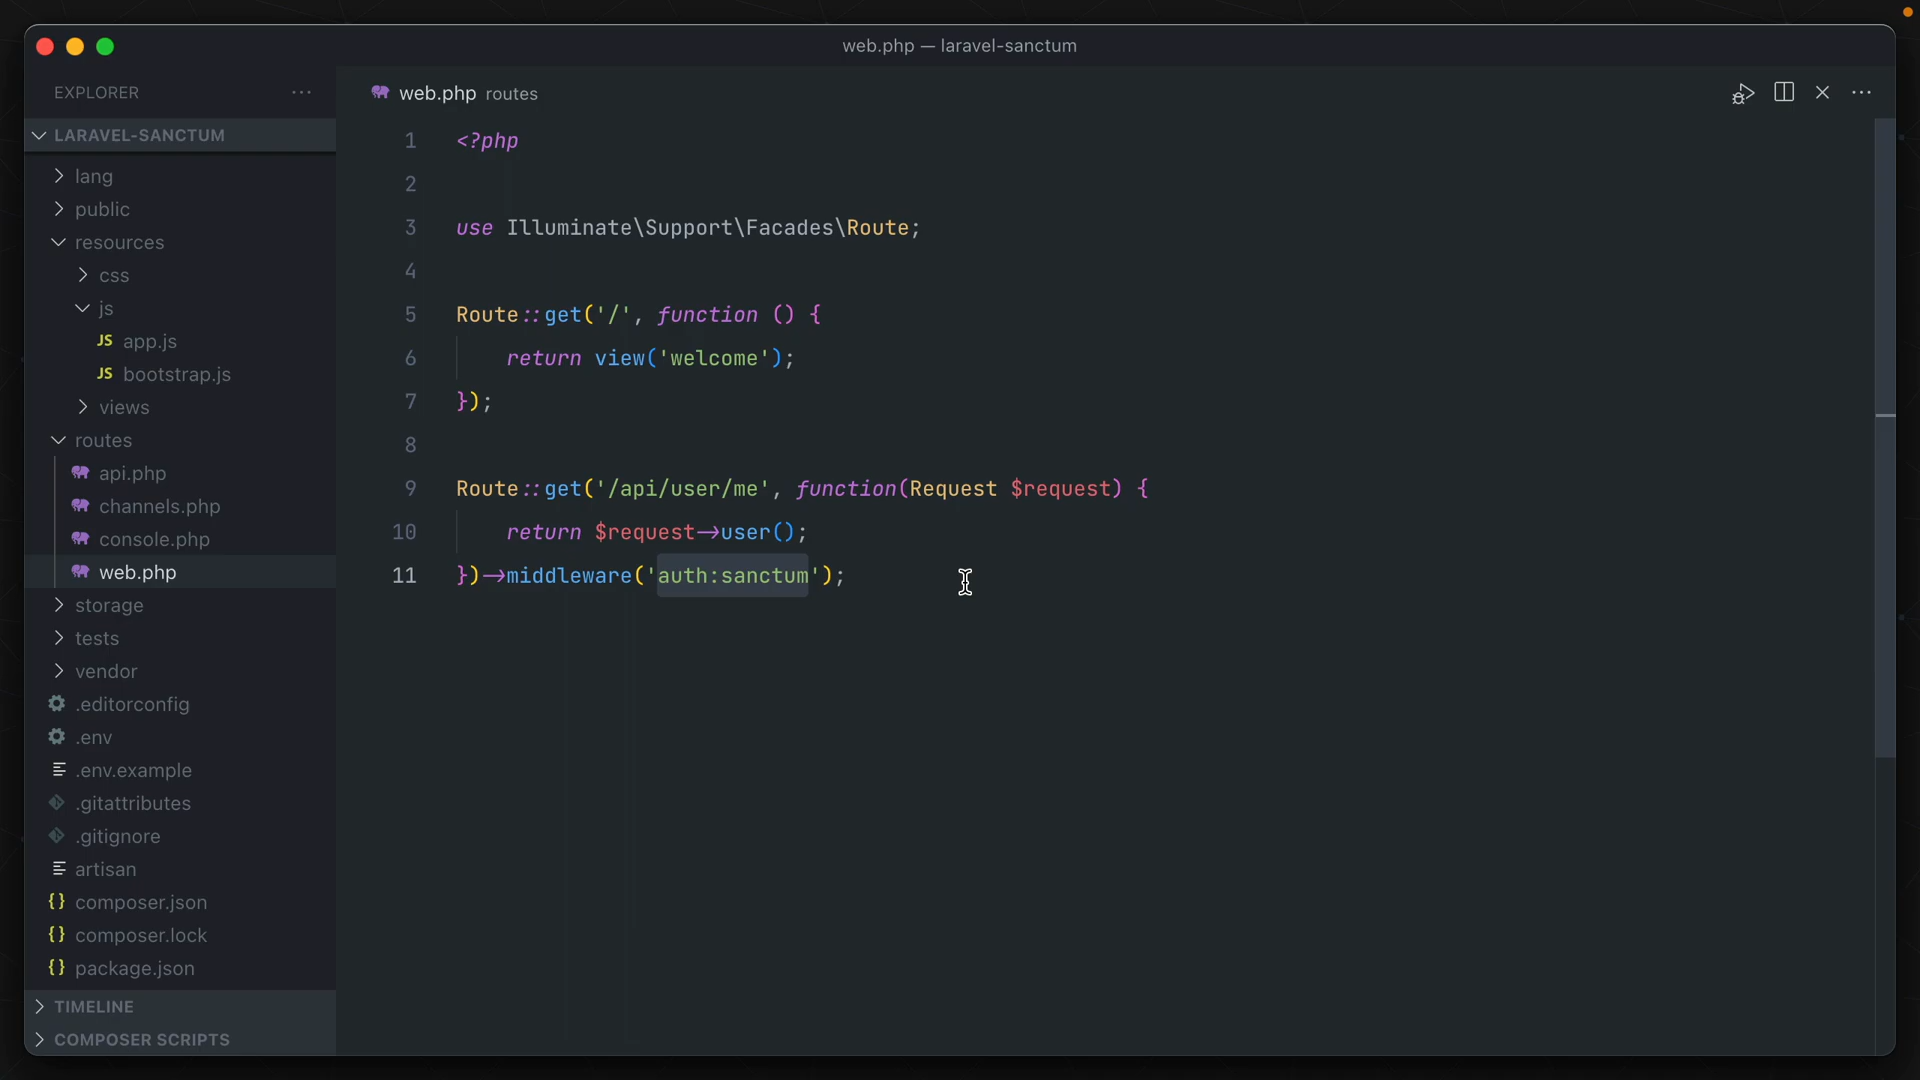 web.php — laravel-sanctum
EXPLORER
LARAVEL-SANCTUM
lang
public
resources
css
js
JS app.js
JS bootstrap.js
views
routes
api.php
channels.php
console.php
web.php
storage
tests
vendor
.editorconfig
.env
.env.example
.gitattributes
.gitignore
artisan
{} composer.json
{} composer.lock
{} package.json
TIMELINE
COMPOSER SCRIPTS
web.php routes
1 <?php
2
3 use Illuminate\Support\Facades\Route;
4
5 Route::get('/', function () {
6 return view('welcome');
7 });
8
9 Route::get('/api/user/me', function(Request $request) {
10 return $request->user();
11 })->middleware('auth:sanctum');